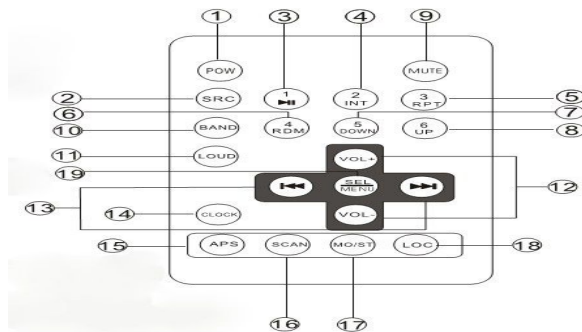 1 3 4 9
POW MUTE
2 SRC 1 2 INT 3 RPT 5
6 4 RDM 5 DOWN 6 UP 7
10 BAND 8
11 LOUD VOL+
19 SEL/MENU 12
13 14 CLOCK VOL-
15 APS SCAN MO/ST LOC 18
16 17